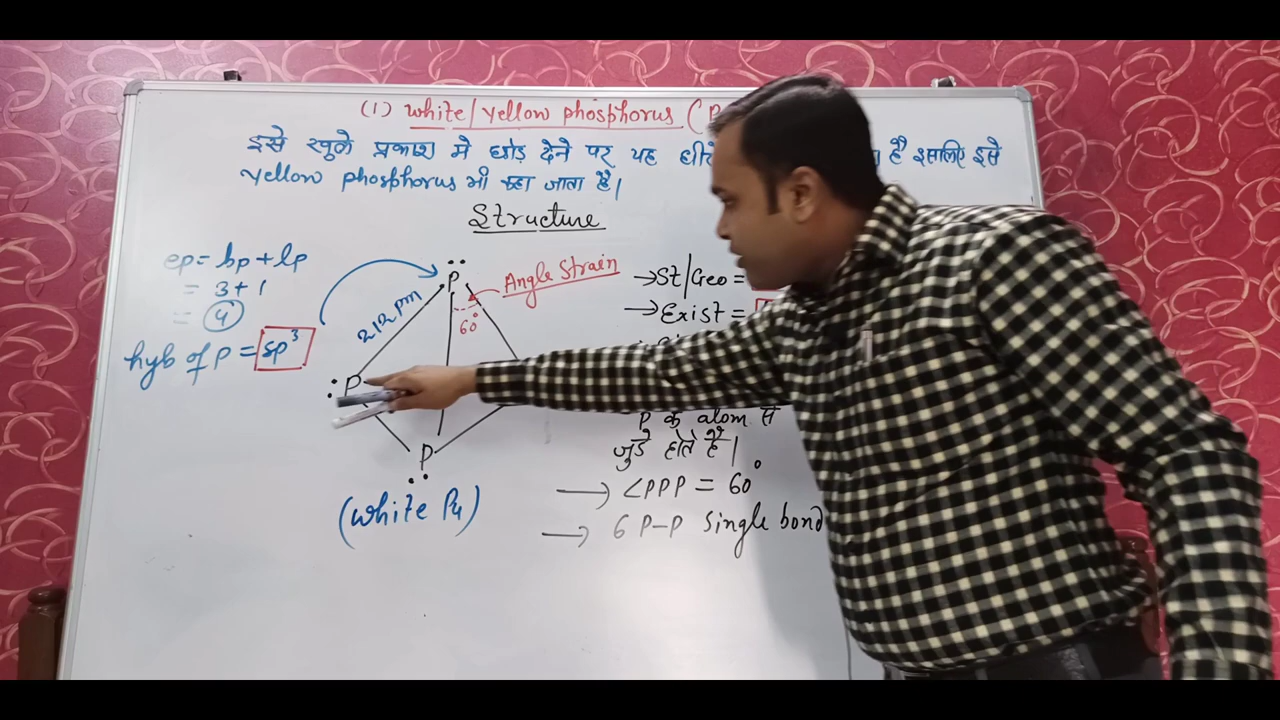 (1) white/yellow phosphorus (P
इसे खुले प्रकाश में छोड़ देने पर यह धीरे है इसलिए इसे
yellow phosphorus भी कहा जाता है।
Structure
ep = bp + lp
= 3+1
= 4
hyb of P = sp³
P
212 pm
Angle Strain
60°
P
P
(white P4)
→ St/Geo =
→ Exist =
P के atom से
जुड़े होते हैं।
→ <PPP = 60°
→ 6 P-P single bond